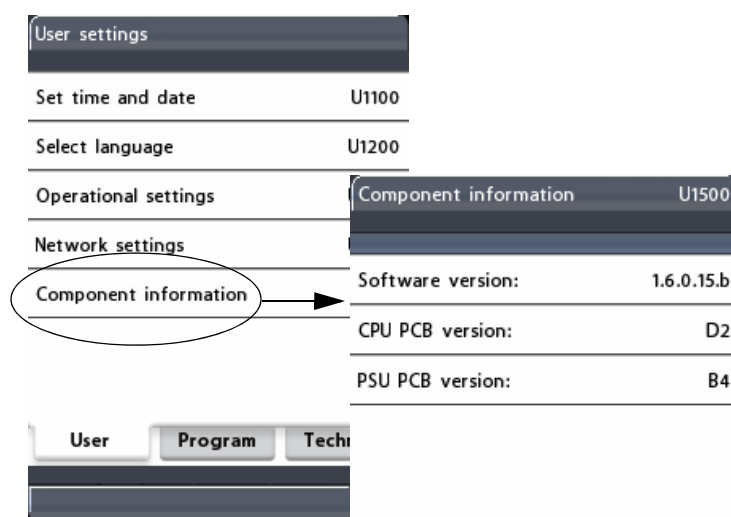 User settings
Set time and date U1100
Select language U1200
Operational settings
Network settings
Component information
User Program
Component information U1500
Software version: 1.6.0.15.b
CPU PCB version: D2
PSU PCB version: B4